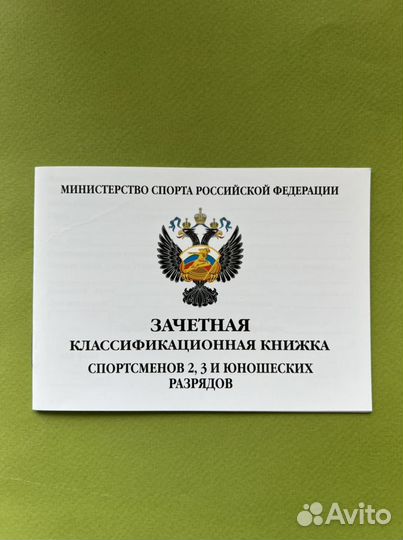 МИНИСТЕРСТВО СПОРТА РОССИЙСКОЙ ФЕДЕРАЦИИ
ЗАЧЕТНАЯ
КЛАССИФИКАЦИОННАЯ КНИЖКА
СПОРТСМЕНОВ 2, 3 И ЮНОШЕСКИХ
РАЗРЯДОВ
Avito